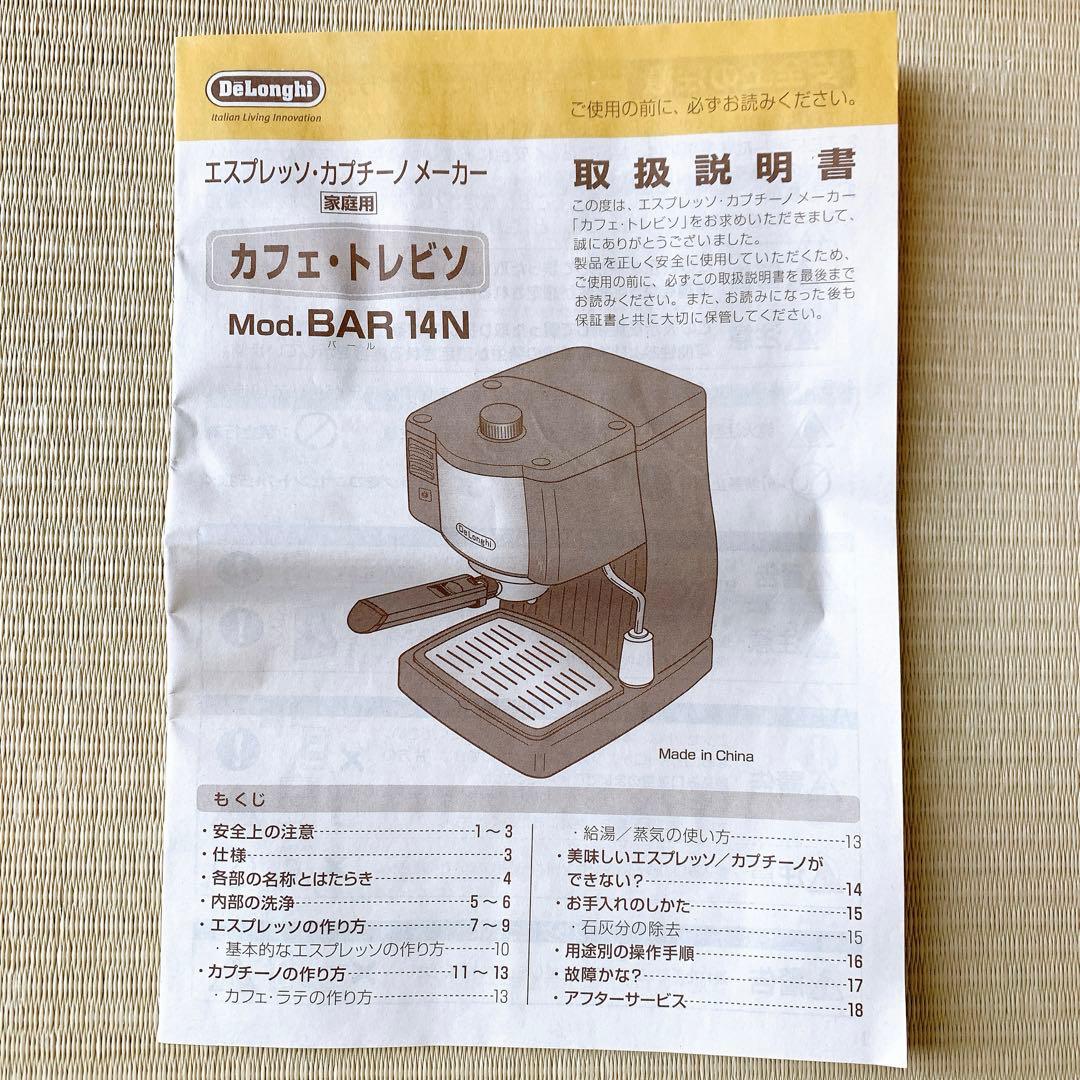 DeLonghi
Italian Living Innovation
ご使用の前に、必ずお読みください。
エスプレッソ・カプチーノ メーカー
家庭用
カフェ・トレビソ
Mod. BAR 14N
バール
取扱説明書
この度は、エスプレッソ・カプチーノ メーカー
「カフェ・トレビソ」をお求めいただきまして、
誠にありがとうございました。
製品を正しく安全に使用していただくため、
ご使用の前に、必ずこの取扱説明書を最後まで
お読みください。また、お読みになった後も
保証書と共に大切に保管してください。
DeLonghi
Made in China
もくじ
・安全上の注意 1～3
・仕様 3
・各部の名称とはたらき 4
・内部の洗浄 5～6
・エスプレッソの作り方 7～9
・基本的なエスプレッソの作り方 10
・カプチーノの作り方 11～13
・カフェ・ラテの作り方 13
・給湯／蒸気の使い方 13
・美味しいエスプレッソ／カプチーノが
できない? 14
・お手入れのしかた 15
・石灰分の除去 15
・用途別の操作手順 16
・故障かな? 17
・アフターサービス 18